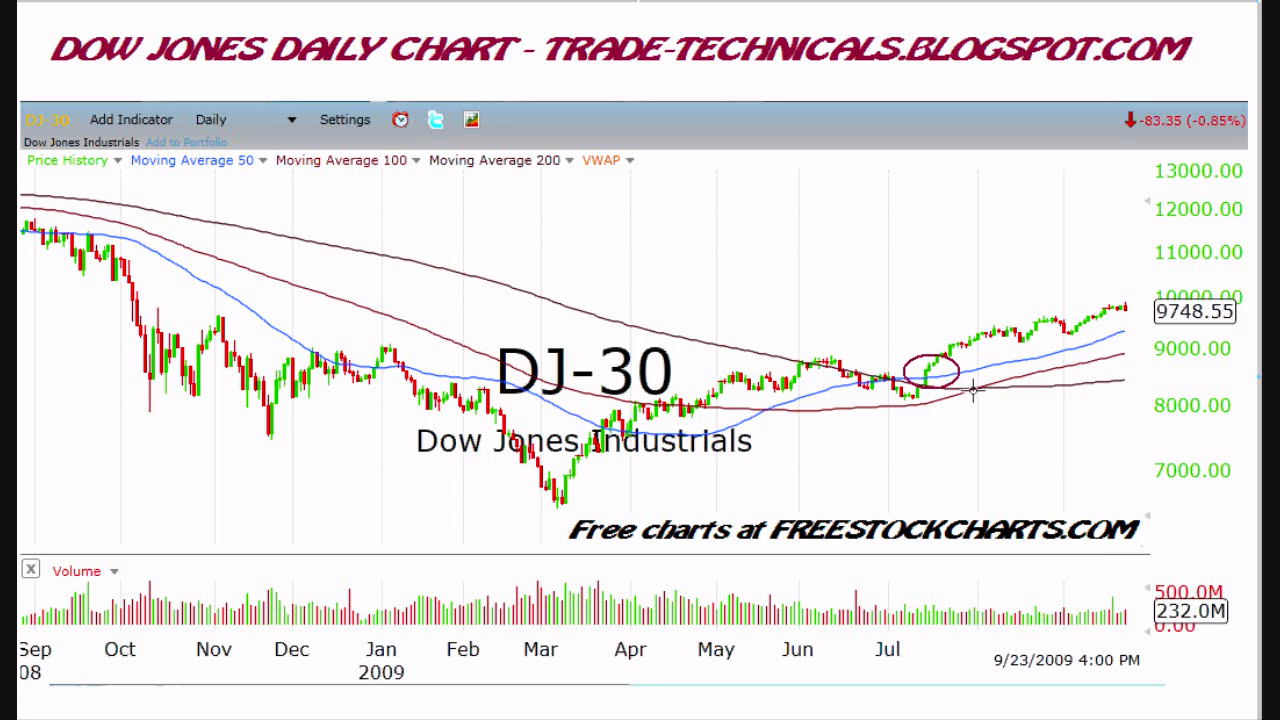 DOW JONES DAILY CHART - TRADE-TECHNICALS.BLOGSPOT.COM
DJ-30 Add Indicator Daily Settings -83.35 (-0.85%)
Dow Jones Industrials Add to Portfolio
Price History Moving Average 50 Moving Average 100 Moving Average 200 VWAP
13000.00
12000.00
11000.00
10000.00
9748.55
9000.00
DJ-30
8000.00
Dow Jones Industrials
7000.00
Free charts at FREESTOCKCHARTS.COM
X Volume
500.0M
232.0M
0.00
Sep Oct Nov Dec Jan Feb Mar Apr May Jun Jul
9/23/2009 4:00 PM
08 2009